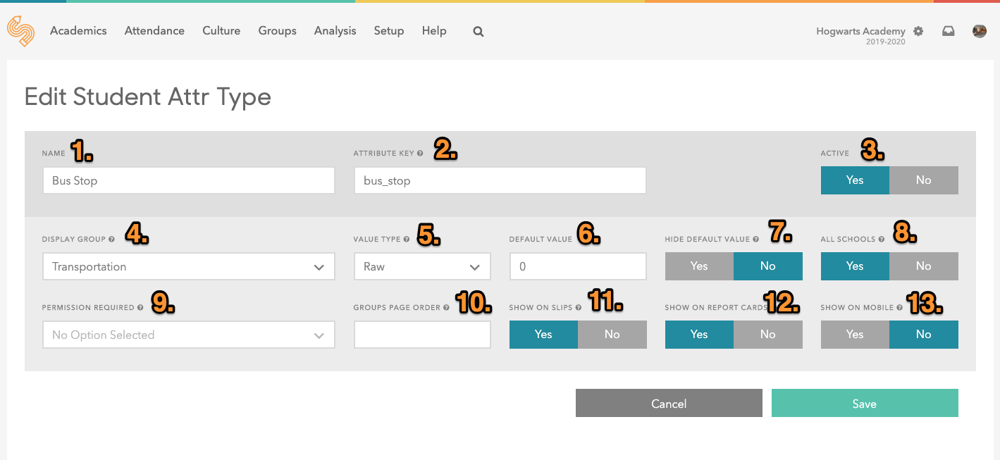 Academics Attendance Culture Groups Analysis Setup Help Hogwarts Academy
2019-2020
Edit Student Attr Type
NAME 1. ATTRIBUTE KEY 2. ACTIVE 3.
Bus Stop bus_stop Yes No
DISPLAY GROUP 4. VALUE TYPE 5. DEFAULT VALUE 6. HIDE DEFAULT VALUE 7. ALL SCHOOLS 8.
Transportation Raw 0 Yes No Yes No
PERMISSION REQUIRED 9. GROUPS PAGE ORDER 10. SHOW ON SLIPS 11. SHOW ON REPORT CARDS 12. SHOW ON MOBILE 13.
No Option Selected Yes No Yes No Yes No
Cancel Save